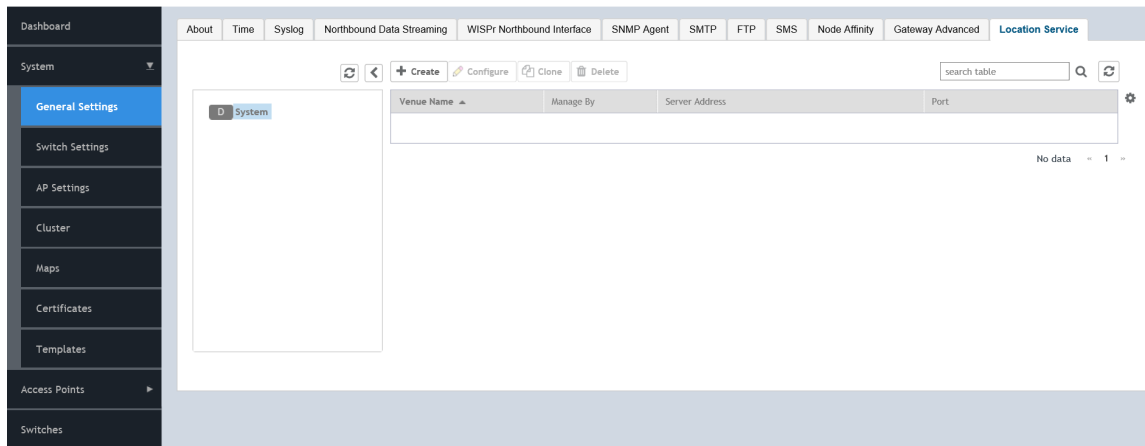 Dashboard
System
General Settings
Switch Settings
AP Settings
Cluster
Maps
Certificates
Templates
Access Points
Switches
About Time Syslog Northbound Data Streaming WISPr Northbound Interface SNMP Agent SMTP FTP SMS Node Affinity Gateway Advanced Location Service
Create Configure Clone Delete search table
D System
Venue Name Manage By Server Address Port
No data « 1 »